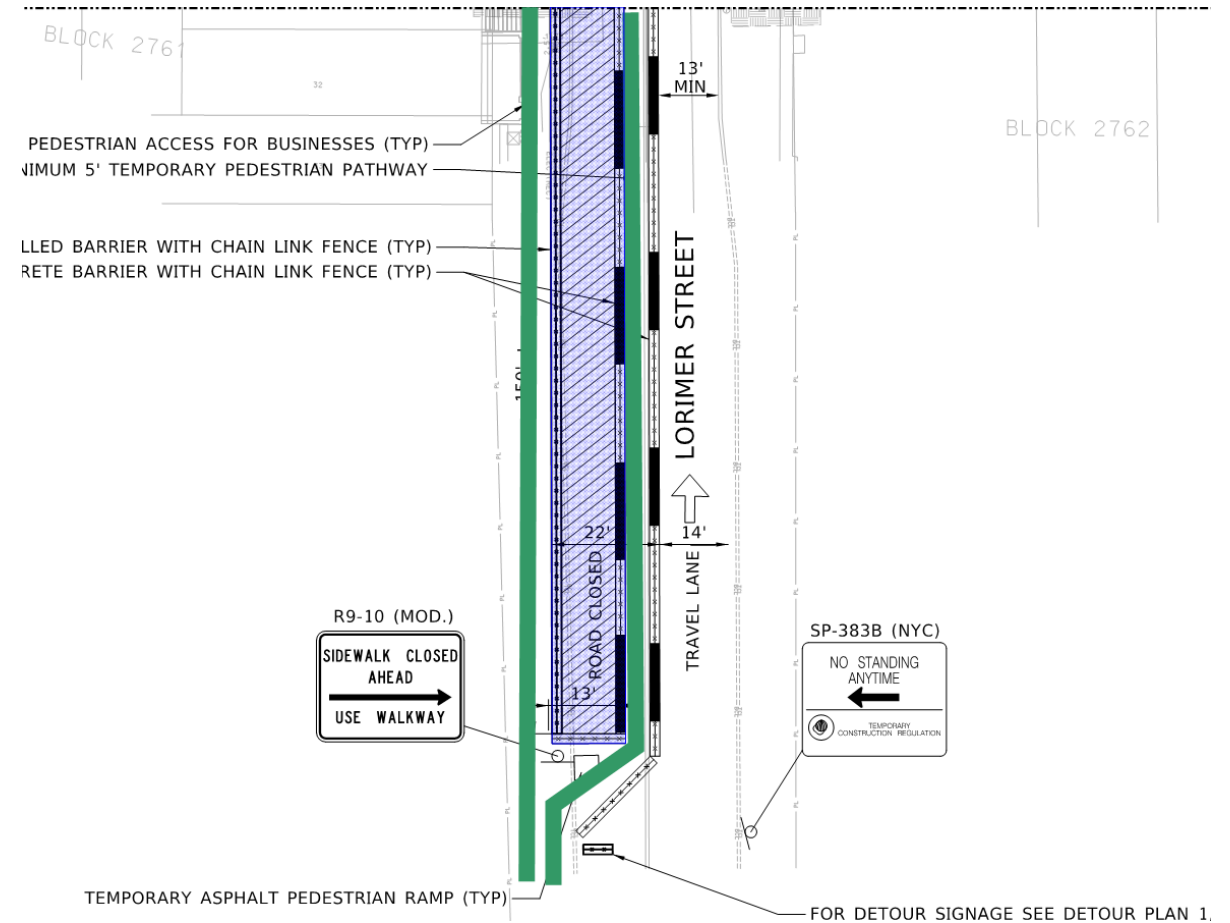 BLOCK 2761
32
13'
MIN
BLOCK 2762
PEDESTRIAN ACCESS FOR BUSINESSES (TYP)
NIMUM 5' TEMPORARY PEDESTRIAN PATHWAY
LLED BARRIER WITH CHAIN LINK FENCE (TYP)
RETE BARRIER WITH CHAIN LINK FENCE (TYP)
LORIMER STREET
22'
14'
ROAD CLOSED
TRAVEL LANE
13'
R9-10 (MOD.)
SIDEWALK CLOSED
AHEAD
USE WALKWAY
SP-383B (NYC)
NO STANDING
ANYTIME
TEMPORARY
CONSTRUCTION REGULATION
TEMPORARY ASPHALT PEDESTRIAN RAMP (TYP)
FOR DETOUR SIGNAGE SEE DETOUR PLAN 1